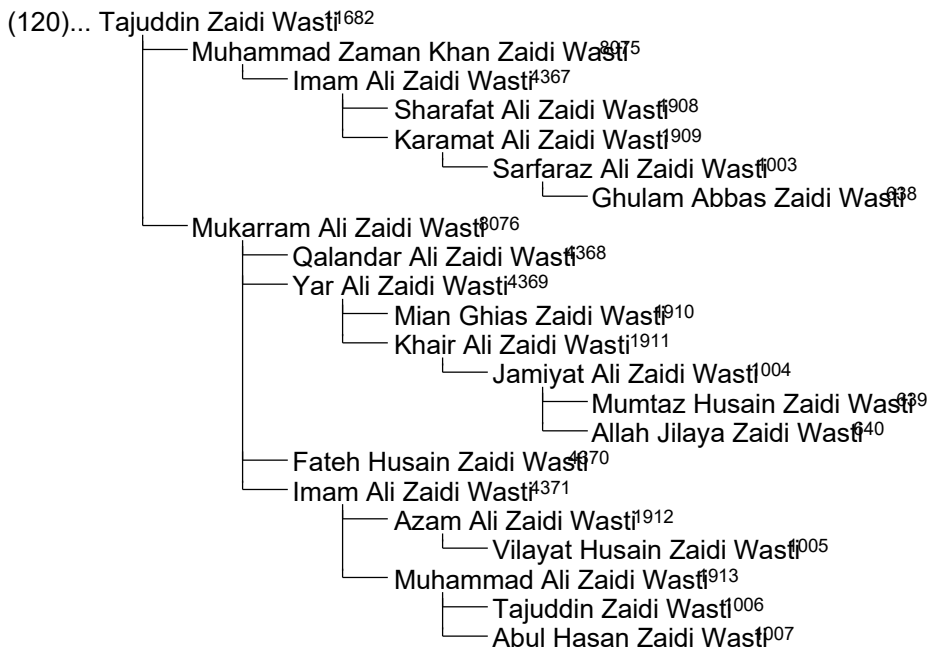 (120)... Tajuddin Zaidi Wasti11682
Muhammad Zaman Khan Zaidi Wasti8075
Imam Ali Zaidi Wasti4367
Sharafat Ali Zaidi Wasti1908
Karamat Ali Zaidi Wasti1909
Sarfaraz Ali Zaidi Wasti1003
Ghulam Abbas Zaidi Wasti638
Mukarram Ali Zaidi Wasti8076
Qalandar Ali Zaidi Wasti4368
Yar Ali Zaidi Wasti4369
Mian Ghias Zaidi Wasti1910
Khair Ali Zaidi Wasti1911
Jamiyat Ali Zaidi Wasti1004
Mumtaz Husain Zaidi Wasti639
Allah Jilaya Zaidi Wasti640
Fateh Husain Zaidi Wasti4370
Imam Ali Zaidi Wasti4371
Azam Ali Zaidi Wasti1912
Vilayat Husain Zaidi Wasti1005
Muhammad Ali Zaidi Wasti1913
Tajuddin Zaidi Wasti1006
Abul Hasan Zaidi Wasti1007